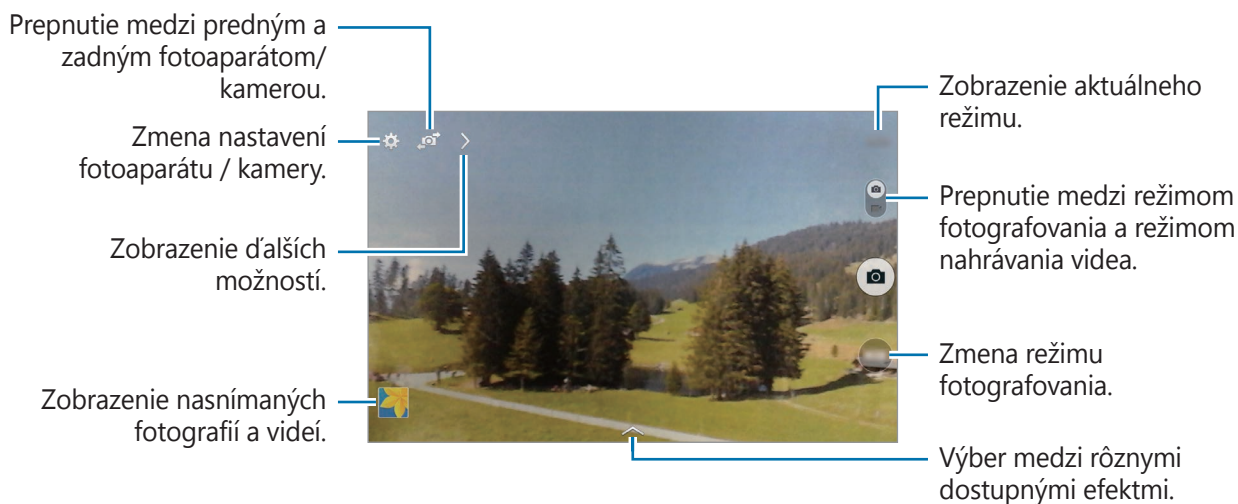 Prepnutie medzi predným a
zadným fotoaparátom/
kamerou.
Zmena nastavení
fotoaparátu / kamery.
Zobrazenie ďalších
možností.
Zobrazenie nasnímaných
fotografií a videí.
Zobrazenie aktuálneho
režimu.
Prepnutie medzi režimom
fotografovania a režimom
nahrávania videa.
Zmena režimu
fotografovania.
Výber medzi rôznymi
dostupnými efektmi.